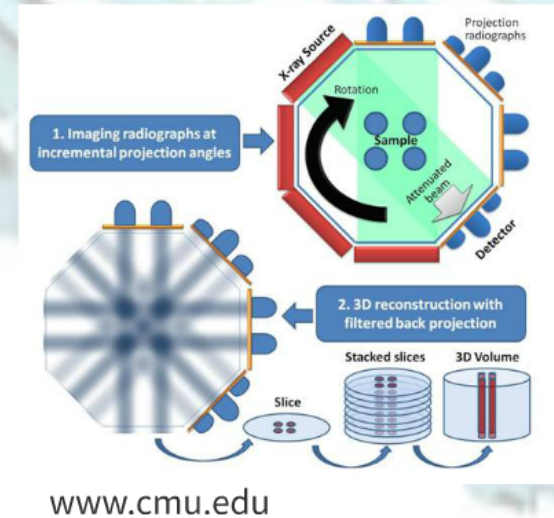 Projection
radiographs
X-ray Source
Rotation
1. Imaging radiographs at
incremental projection angles
Sample
Attenuated
beam
Detector
2. 3D reconstruction with
filtered back projection
Stacked slices
3D Volume
Slice
www.cmu.edu